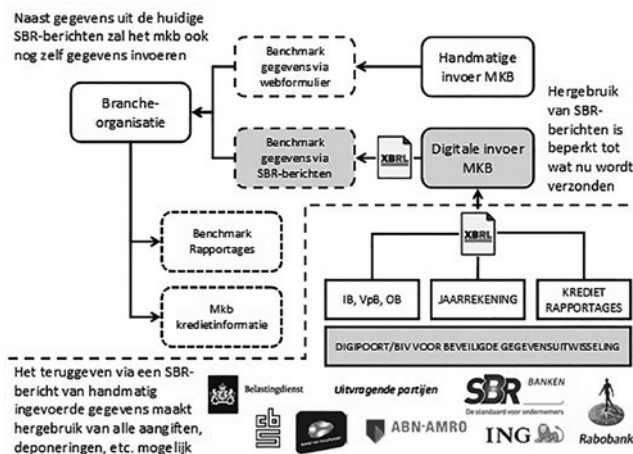 Naast gegevens uit de huidige
SBR-berichten zal het mkb ook
nog zelf gegevens invoeren
Benchmark
gegevens via
webformulier
Handmatige
invoer MKB
Branche-
organisatie
Benchmark
gegevens via
SBR-berichten
XBRL
Digitale invoer
MKB
Hergebruik
van SBR-
berichten is
beperkt tot
wat nu wordt
verzonden
XBRL
Benchmark
Rapportages
Mkb
kredietinformatie
IB, VpB, OB
JAARREKENING
KREDIET
RAPPORTAGES
DIGIPOORT/BIV VOOR BEVEILIGDE GEGEVENSUITWISSELING
Het teruggeven via een SBR-
bericht van handmatig
ingevoerde gegevens maakt
hergebruik van alle aangiften,
deponeringen, etc. mogelijk
Belastingdienst
Uitvragende partijen
SBR BANKEN
De standaard voor ondernemers
cbs
ABN·AMRO
ING
Rabobank